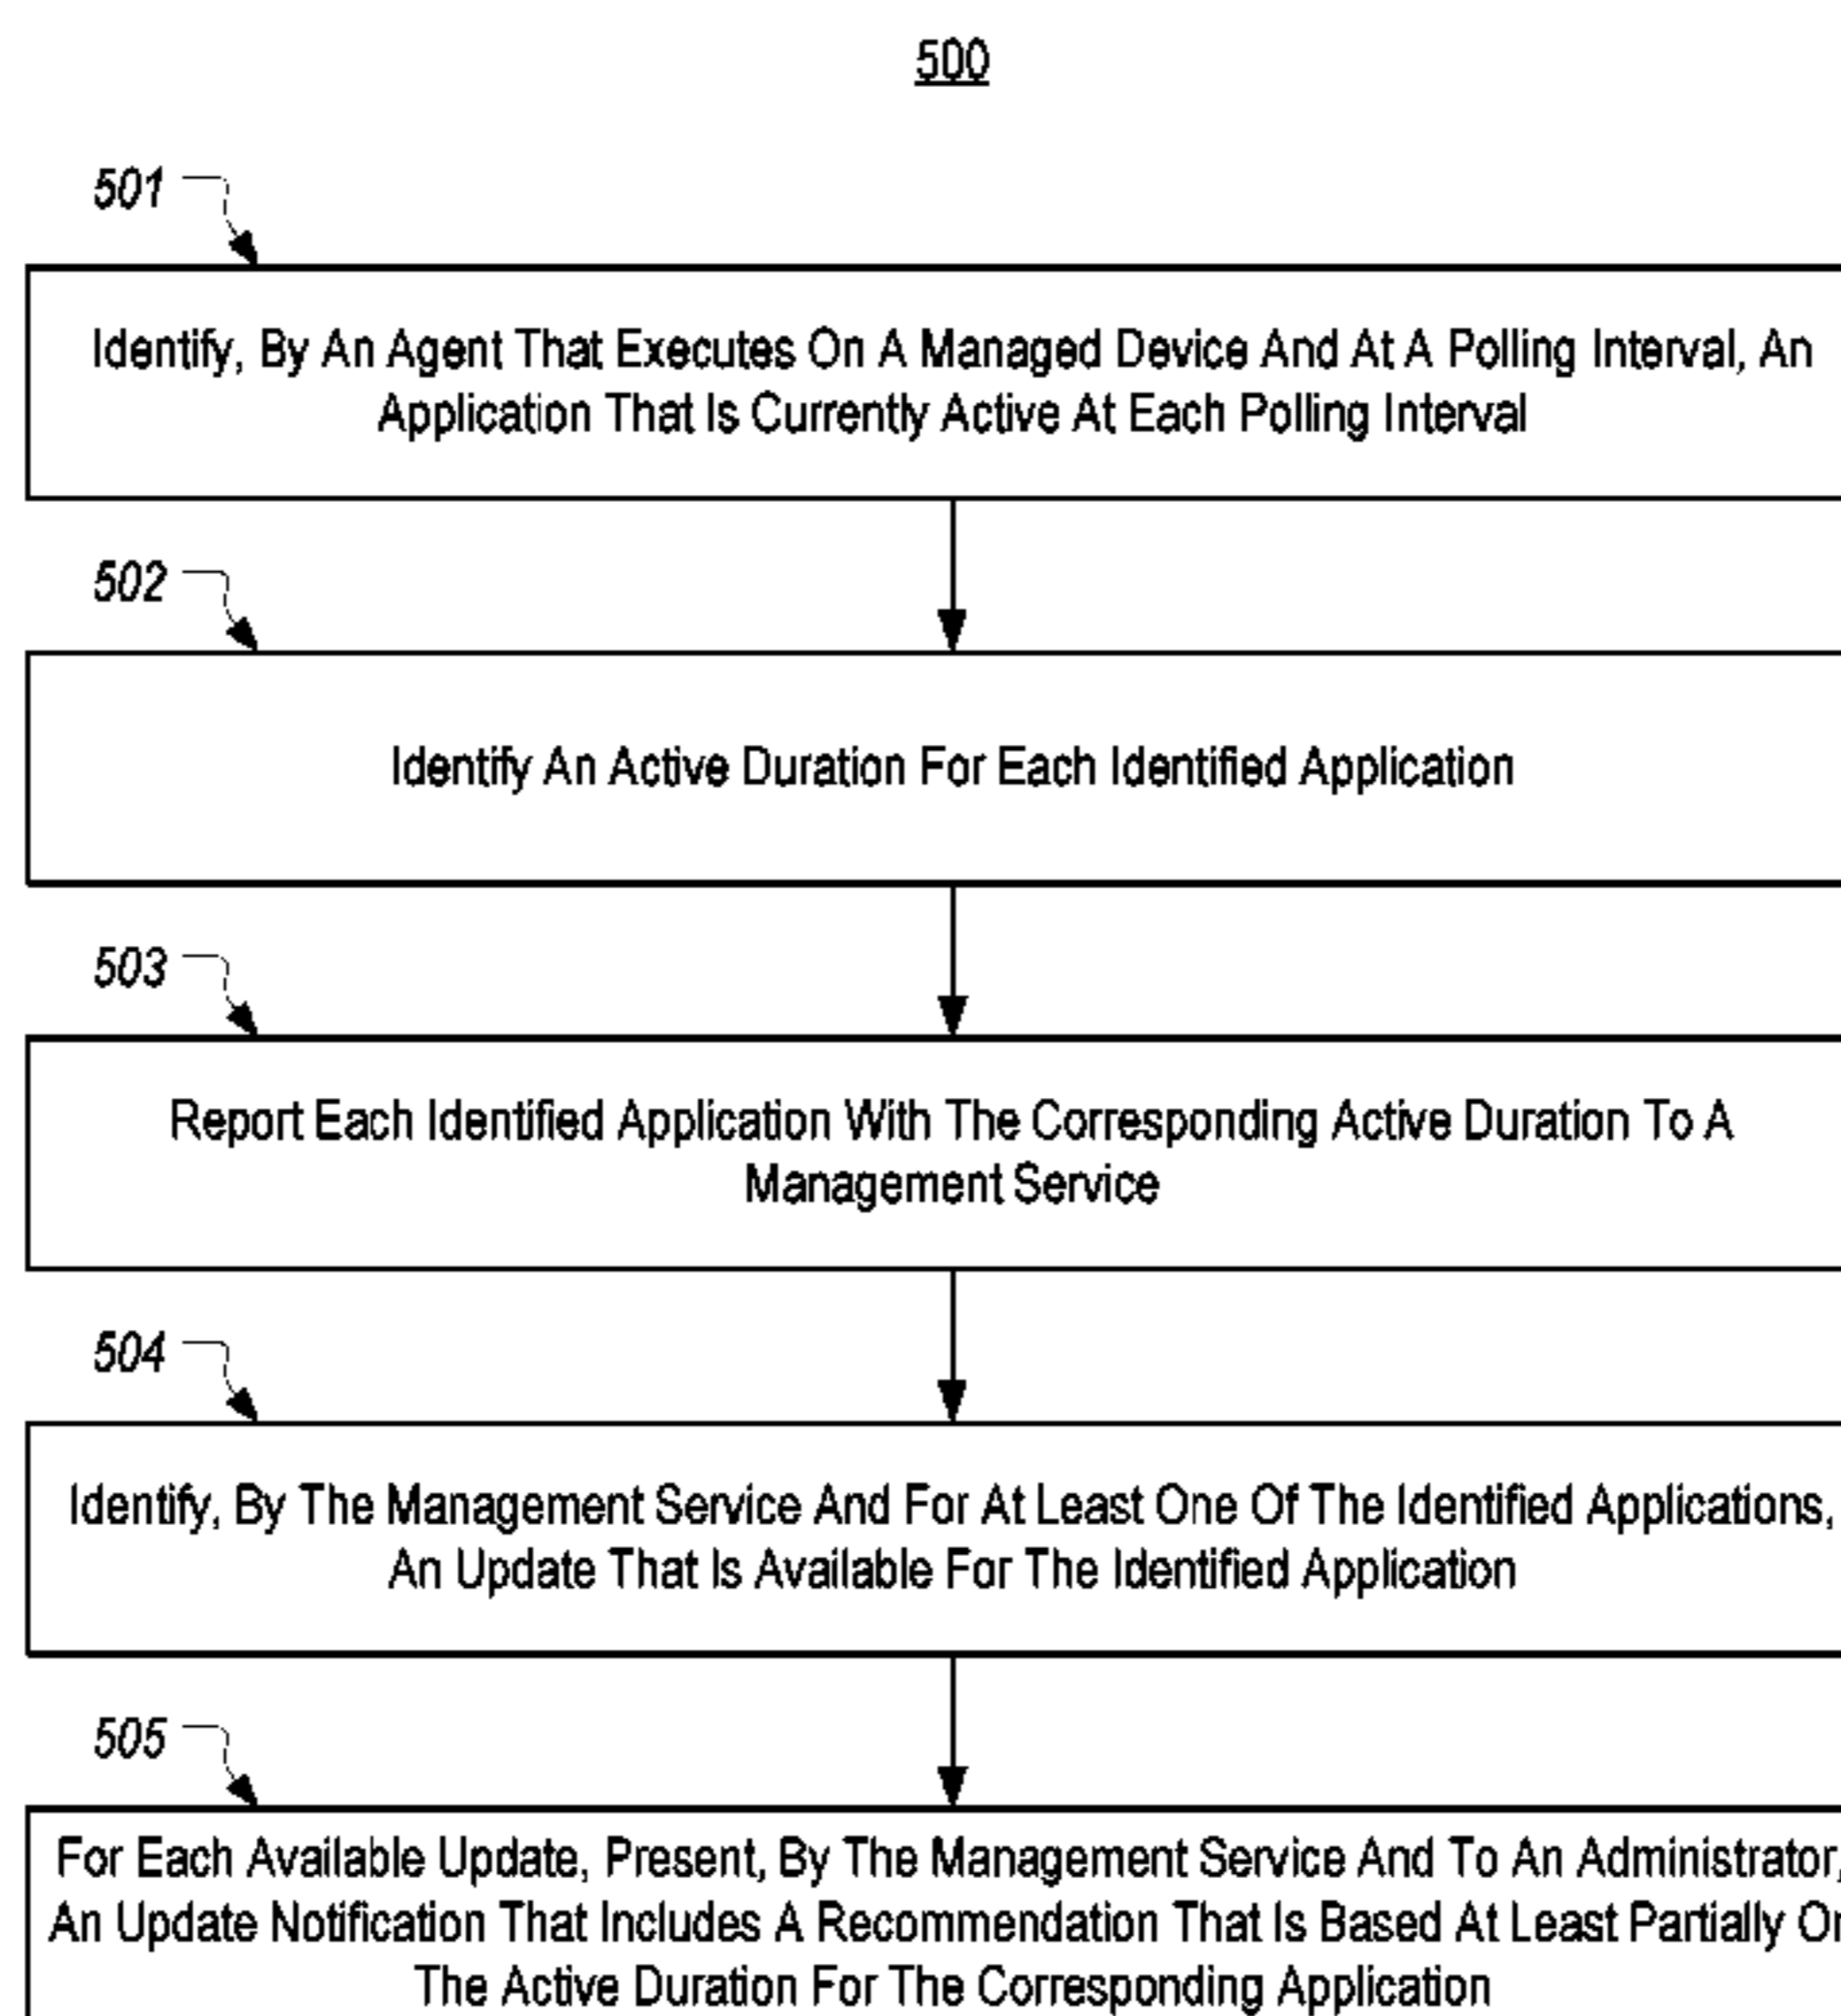 500
501
Identify, By An Agent That Executes On A Managed Device And At A Polling Interval, An
Application That Is Currently Active At Each Polling Interval
502
Identify An Active Duration For Each Identified Application
503
Report Each Identified Application With The Corresponding Active Duration To A
Management Service
504
Identify, By The Management Service And For At Least One Of The Identified Applications,
An Update That Is Available For The Identified Application
505
For Each Available Update, Present, By The Management Service And To An Administrator,
An Update Notification That Includes A Recommendation That Is Based At Least Partially On
The Active Duration For The Corresponding Application